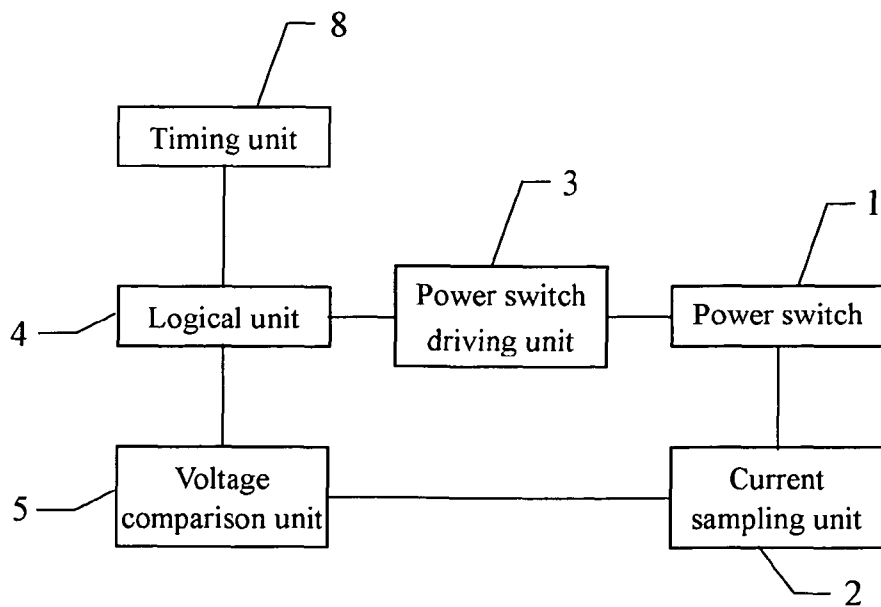 8
Timing unit
3
1
Power switch
driving unit
Logical unit
Power switch
4
Voltage
comparison unit
Current
sampling unit
5
2